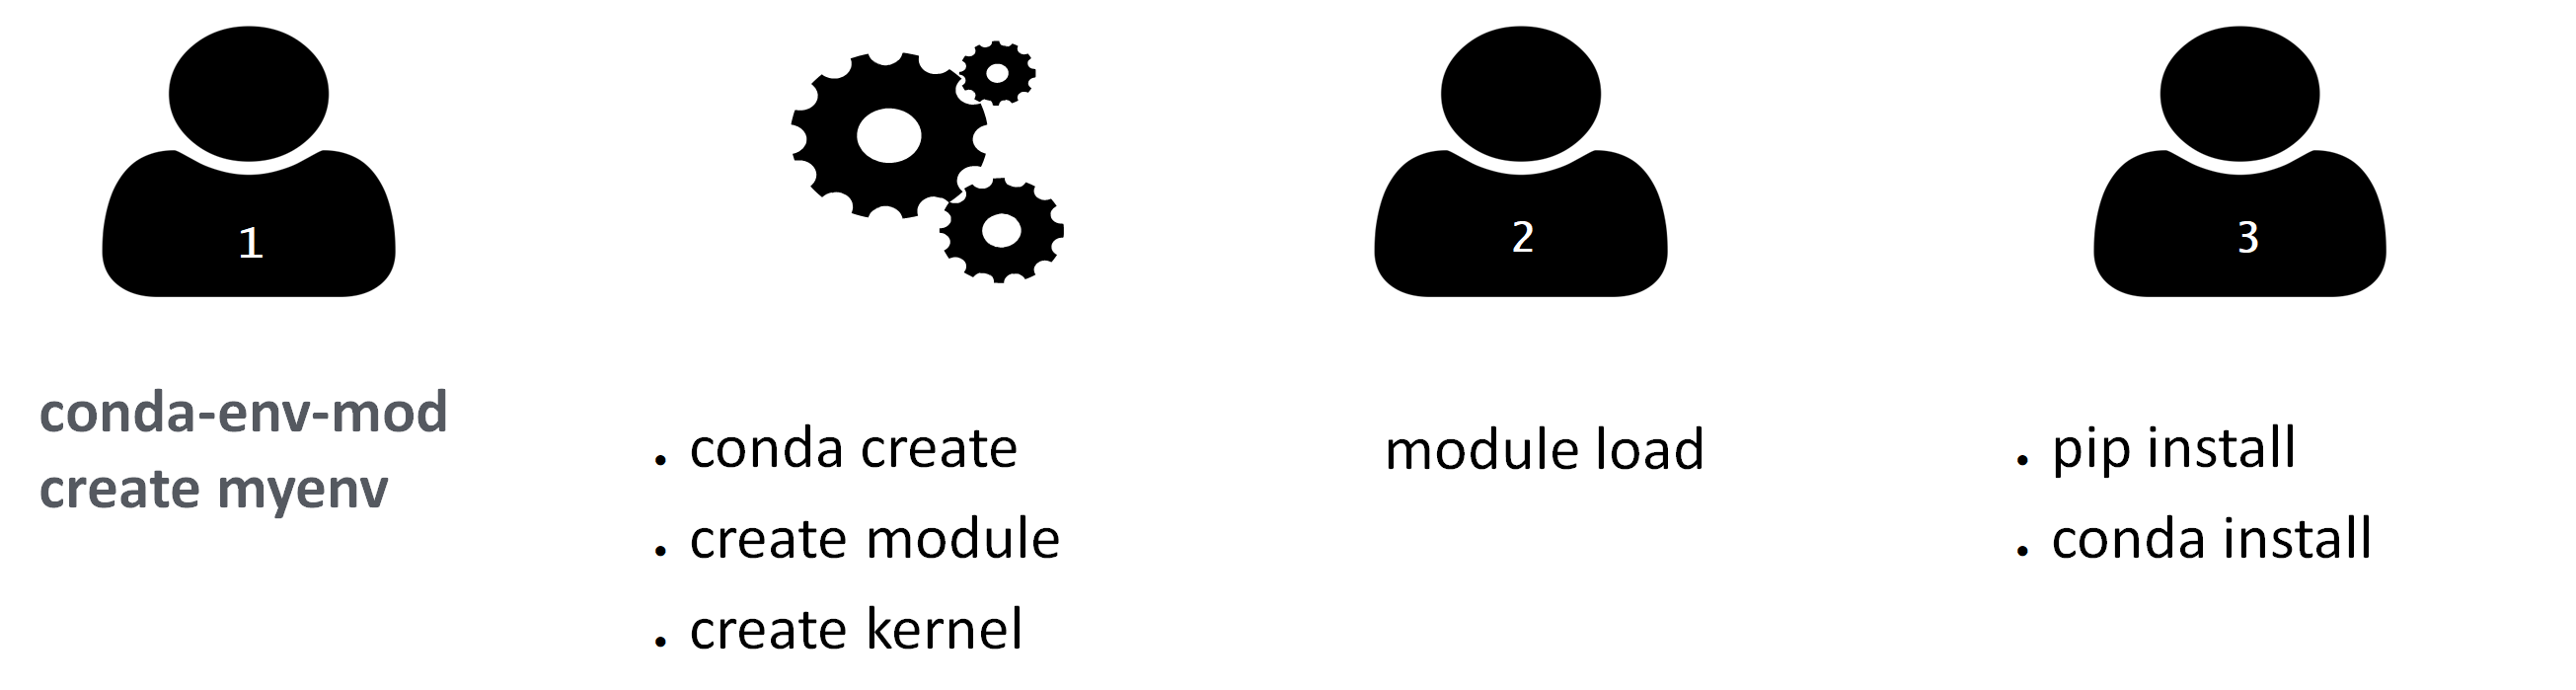 1
2
3
conda-env-mod
create myenv
• conda create
• create module
• create kernel
module load
• pip install
• conda install